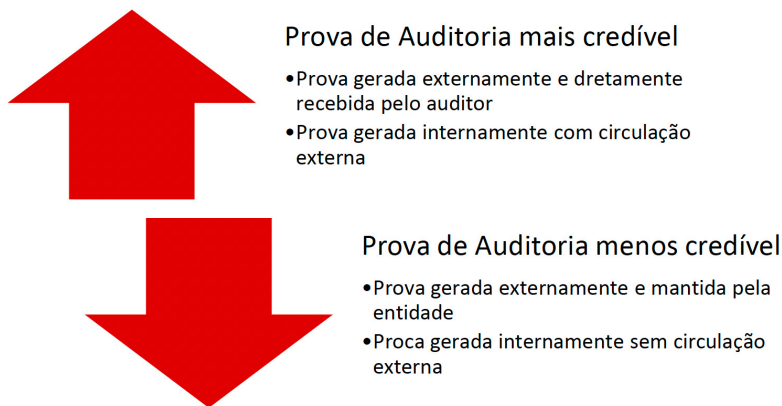 Prova de Auditoria mais credível
•Prova gerada externamente e dretamente
recebida pelo auditor
•Prova gerada internamente com circulação
externa
Prova de Auditoria menos credível
•Prova gerada externamente e mantida pela
entidade
•Proca gerada internamente sem circulação
externa